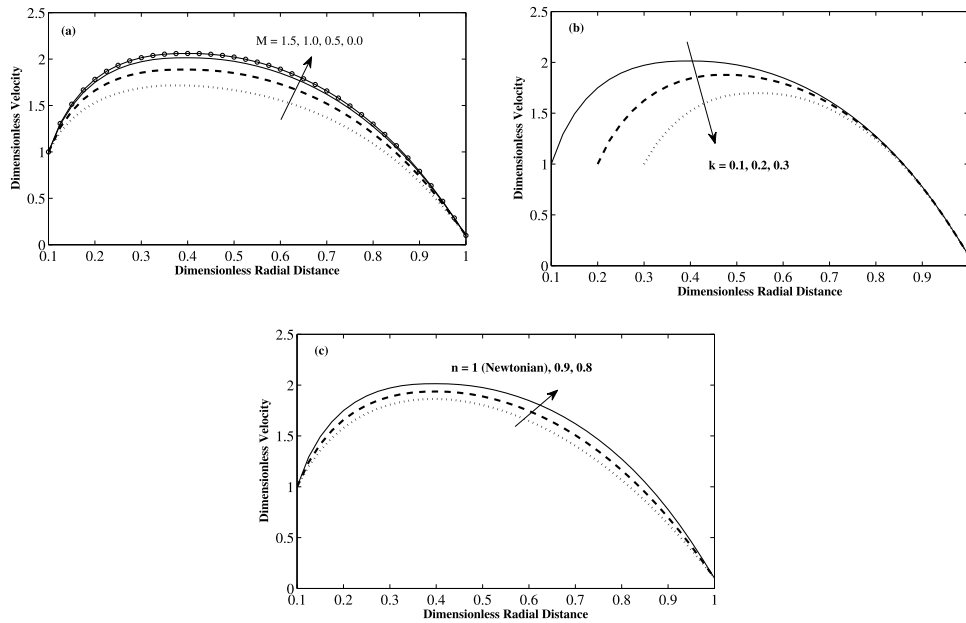 (a)
M = 1.5, 1.0, 0.5, 0.0
Dimensionless Velocity
2.5
2
1.5
1
0.5
0
0.1 0.2 0.3 0.4 0.5 0.6 0.7 0.8 0.9 1
Dimensionless Radial Distance
(b)
k = 0.1, 0.2, 0.3
Dimensionless Velocity
2.5
2
1.5
1
0.5
0
0.1 0.2 0.3 0.4 0.5 0.6 0.7 0.8 0.9 1
Dimensionless Radial Distance
(c)
n = 1 (Newtonian), 0.9, 0.8
Dimensionless Velocity
2.5
2
1.5
1
0.5
0
0.1 0.2 0.3 0.4 0.5 0.6 0.7 0.8 0.9 1
Dimensionless Radial Distance